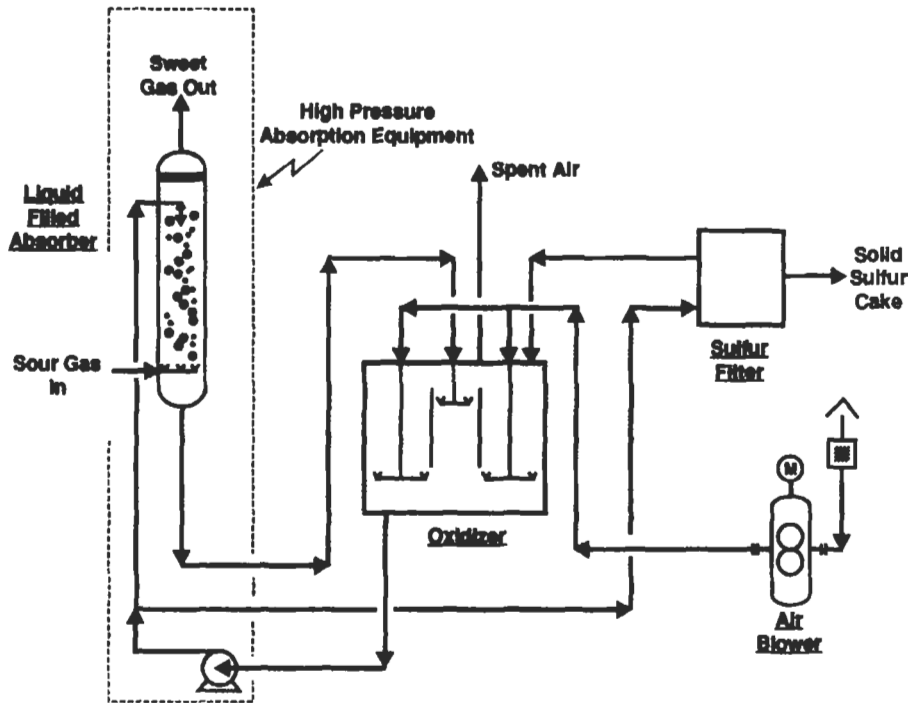 Sweet
Gas Out
High Pressure
Absorption Equipment
Liquid
Filled
Absorber
Spent Air
Solid
Sulfur
Cake
Sour Gas
In
Sulfur
Filter
M
Oxidizer
Air
Blower